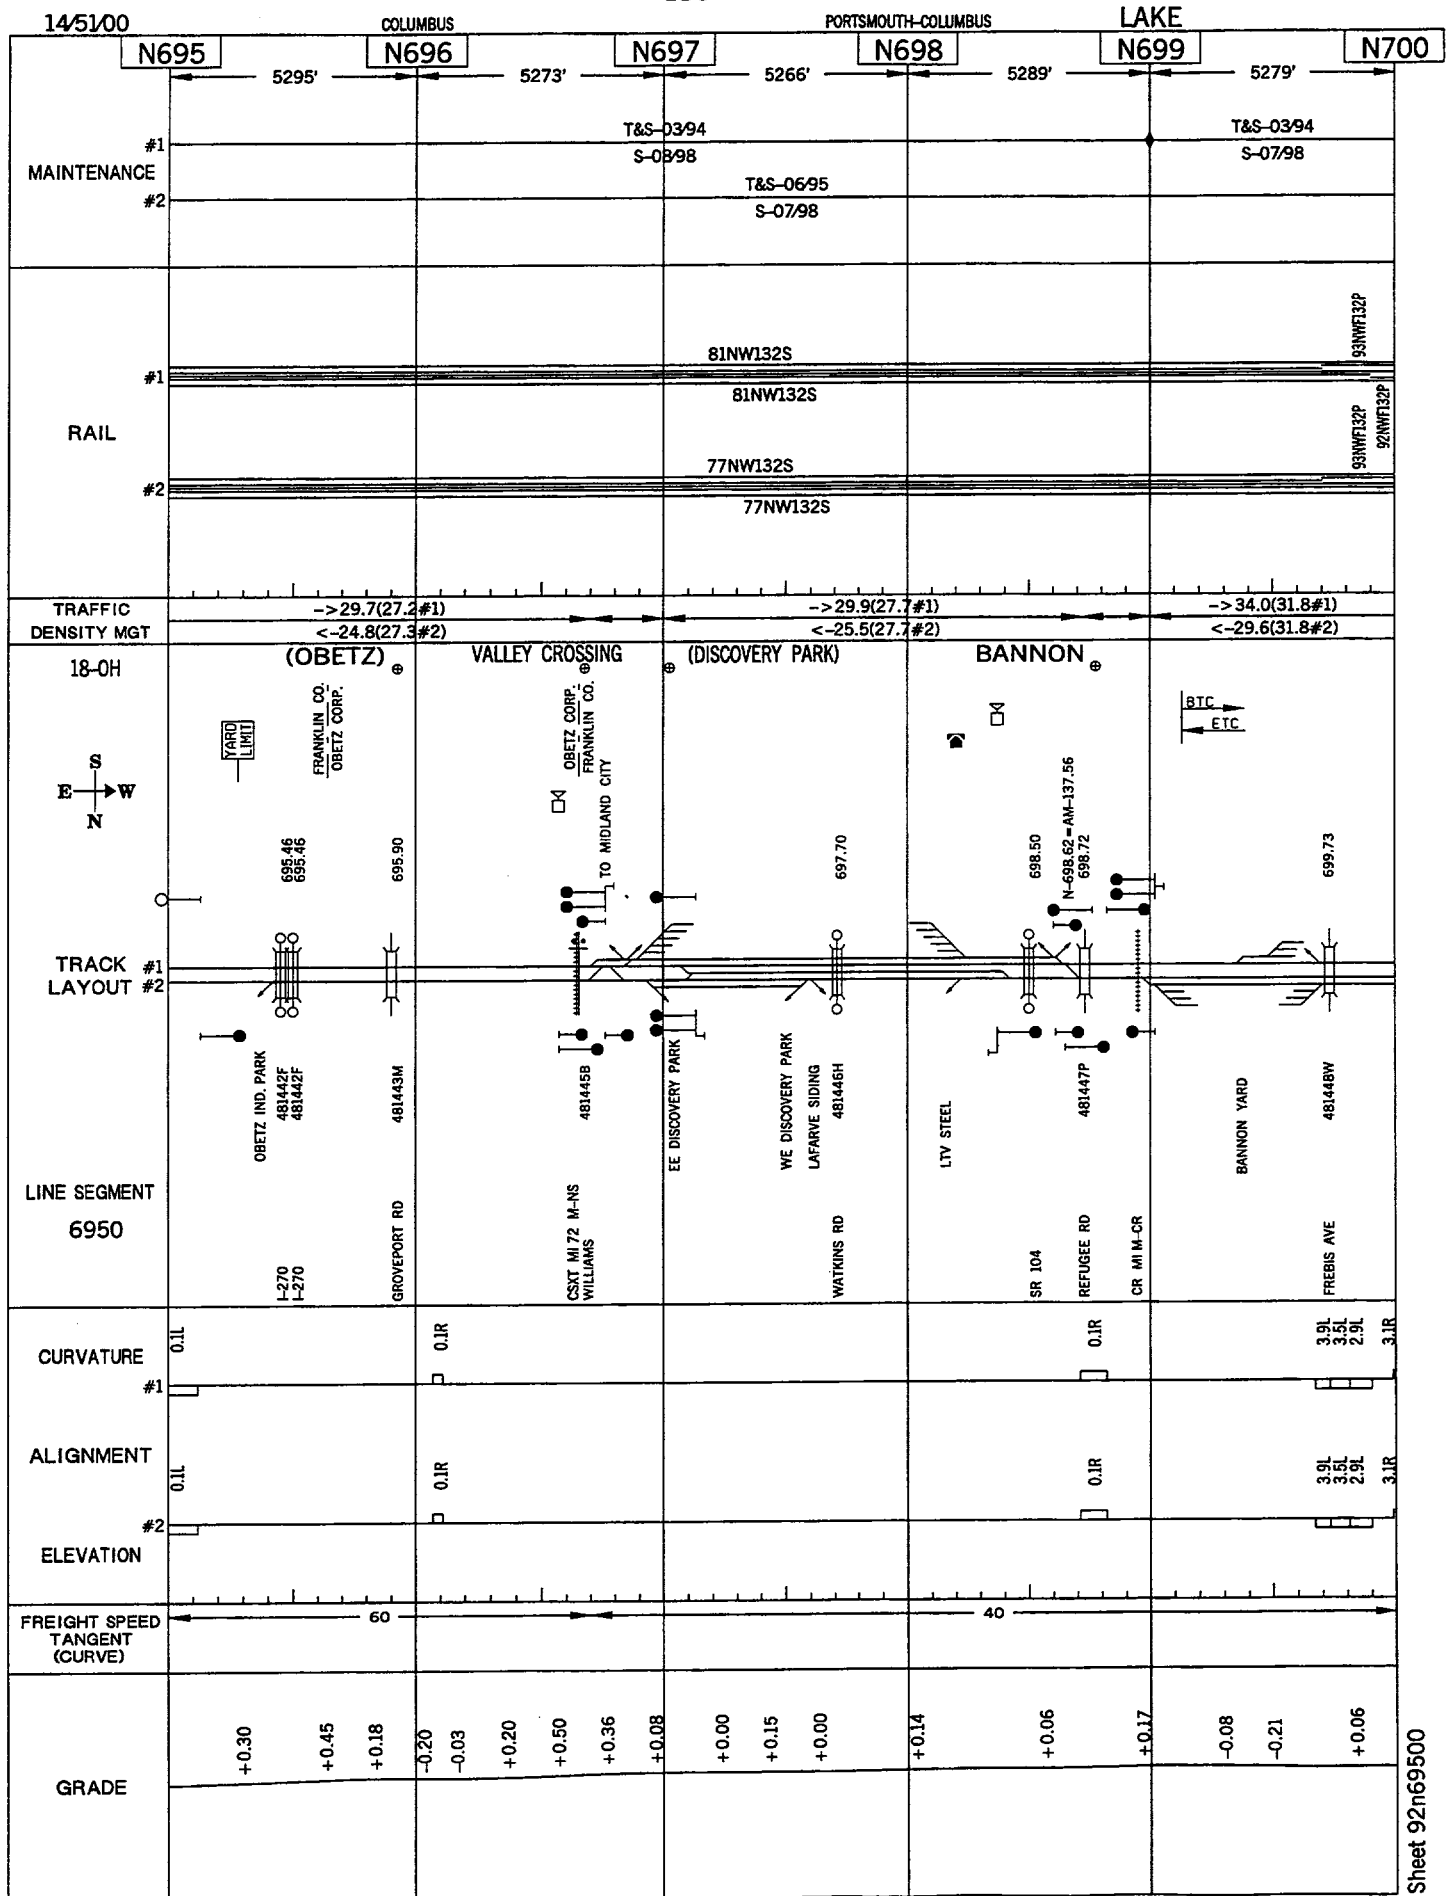 14/51/00
COLUMBUS
PORTSMOUTH-COLUMBUS
LAKE
N695
N696
N697
N698
N699
N700
5295'
5273'
5266'
5289'
5279'
MAINTENANCE
#1
T&S-03/94
S-08/98
T&S-03/94
S-07/98
#2
T&S-06/95
S-07/98
RAIL
#1
81NW132S
81NW132S
93NWF132P
#2
77NW132S
77NW132S
93NWF132P
92NWF132P
TRAFFIC
DENSITY MGT
->29.7(27.2#1)
<-24.8(27.3#2)
->29.9(27.7#1)
<-25.5(27.7#2)
->34.0(31.8#1)
<-29.6(31.8#2)
18-0H
(OBETZ)
VALLEY CROSSING
(DISCOVERY PARK)
BANNON
YARD
LIMIT
FRANKLIN CO.
OBETZ CORP.
OBETZ CORP.
FRANKLIN CO.
TO MIDLAND CITY
BTC
ETC
S
E
W
N
695.46
695.46
695.90
697.70
698.50
N-698.62=AM-137.56
698.72
699.73
TRACK
LAYOUT
#1
#2
OBETZ IND. PARK
481442F
481442F
481443M
481445B
EE DISCOVERY PARK
WE DISCOVERY PARK
LAFARVE SIDING
481446H
LTV STEEL
481447P
BANNON YARD
481448W
LINE SEGMENT
6950
I-270
I-270
GROVEPORT RD
CSXT MI 72 M-NS
WILLIAMS
WATKINS RD
SR 104
REFUGEE RD
CR MI M-CR
FREBIS AVE
CURVATURE
#1
0.1L
0.1R
0.1R
3.9L
3.5L
2.9L
3.1R
ALIGNMENT
#2
0.1L
0.1R
0.1R
3.9L
3.5L
2.9L
3.1R
ELEVATION
FREIGHT SPEED
TANGENT
(CURVE)
60
40
GRADE
+0.30
+0.45
+0.18
-0.20
-0.03
+0.20
+0.50
+0.36
+0.08
+0.00
+0.15
+0.00
+0.14
+0.06
+0.17
-0.08
-0.21
+0.06
Sheet 92n69500